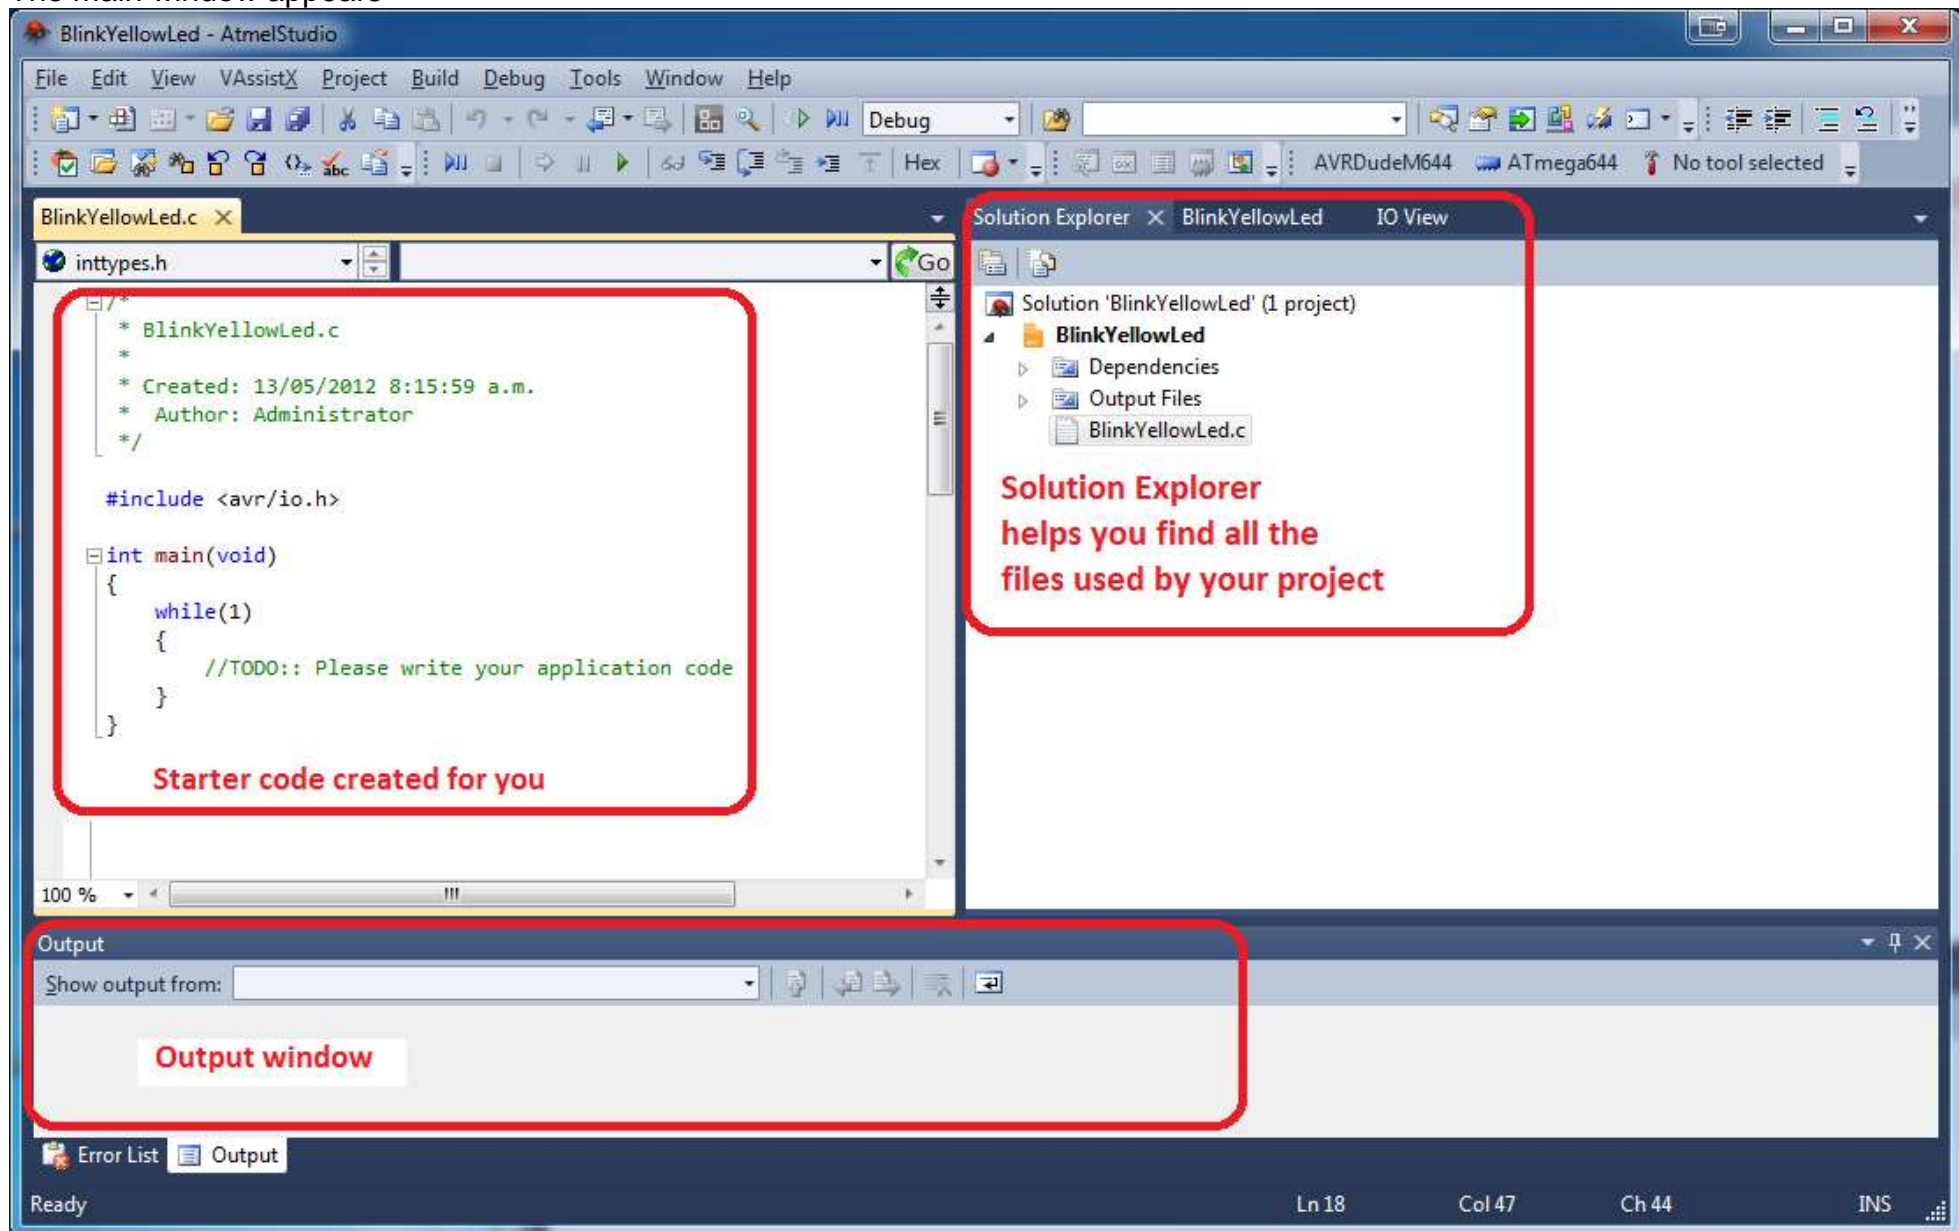 The main window appears
BlinkYellowLed - AtmelStudio
File Edit View VAssistX Project Build Debug Tools Window Help
Debug
Hex
AVRDudeM644 ATmega644 No tool selected
BlinkYellowLed.c
inttypes.h
Go
/*
* BlinkYellowLed.c
*
* Created: 13/05/2012 8:15:59 a.m.
* Author: Administrator
*/
#include <avr/io.h>
int main(void)
{
while(1)
{
//TODO:: Please write your application code
}
}
Starter code created for you
100 %
Solution Explorer BlinkYellowLed IO View
Solution 'BlinkYellowLed' (1 project)
BlinkYellowLed
Dependencies
Output Files
BlinkYellowLed.c
Solution Explorer
helps you find all the
files used by your project
Output
Show output from:
Output window
Error List Output
Ready Ln 18 Col 47 Ch 44 INS